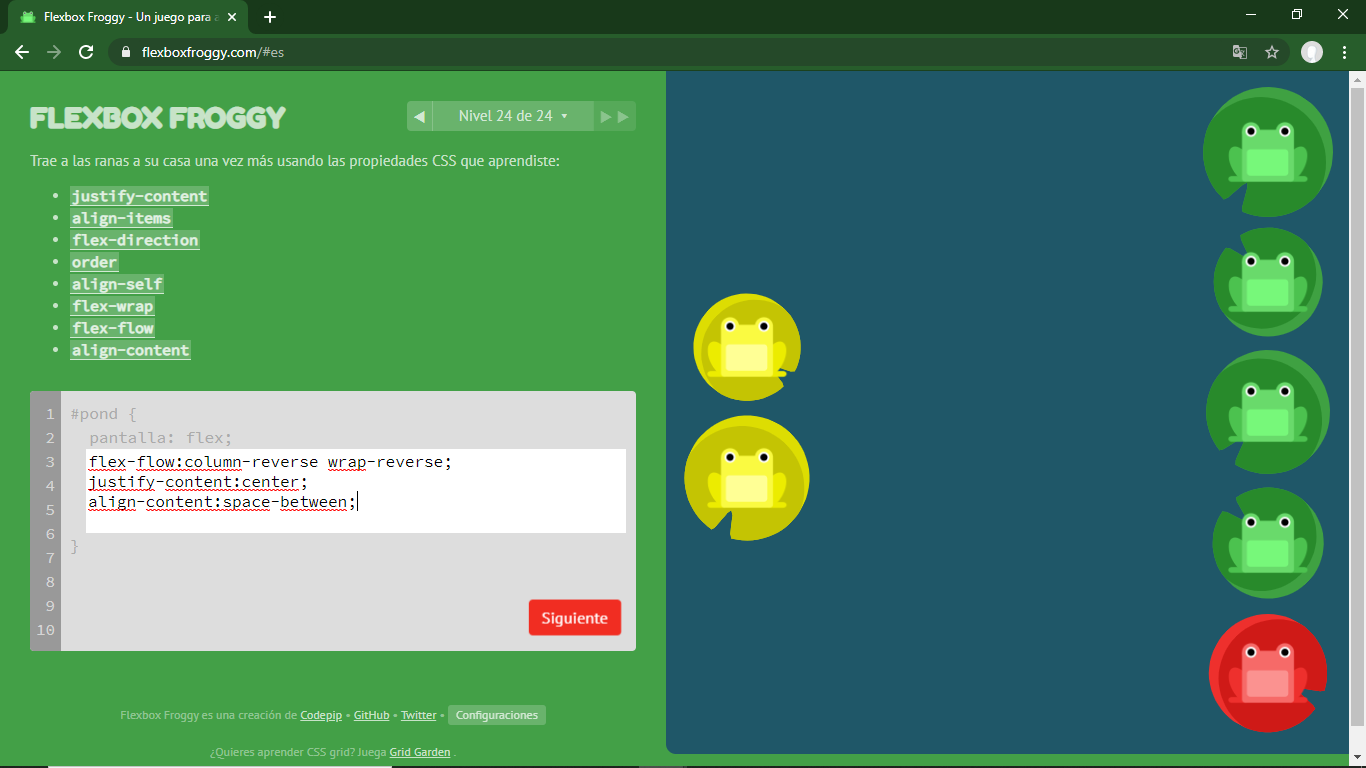 Flexbox Froggy - Un juego para a
flexboxfroggy.com/#es
FLEXBOX FROGGY
◀ Nivel 24 de 24 ▼ ▶▶
Trae a las ranas a su casa una vez más usando las propiedades CSS que aprendiste:
• justify-content
• align-items
• flex-direction
• order
• align-self
• flex-wrap
• flex-flow
• align-content
1 #pond {
2 pantalla: flex;
3 flex-flow:column-reverse wrap-reverse;
4 justify-content:center;
5 align-content:space-between;
6 }
7
8
9
10
Siguiente
Flexbox Froggy es una creación de Codepip • GitHub • Twitter • Configuraciones
¿Quieres aprender CSS grid? Juega Grid Garden .